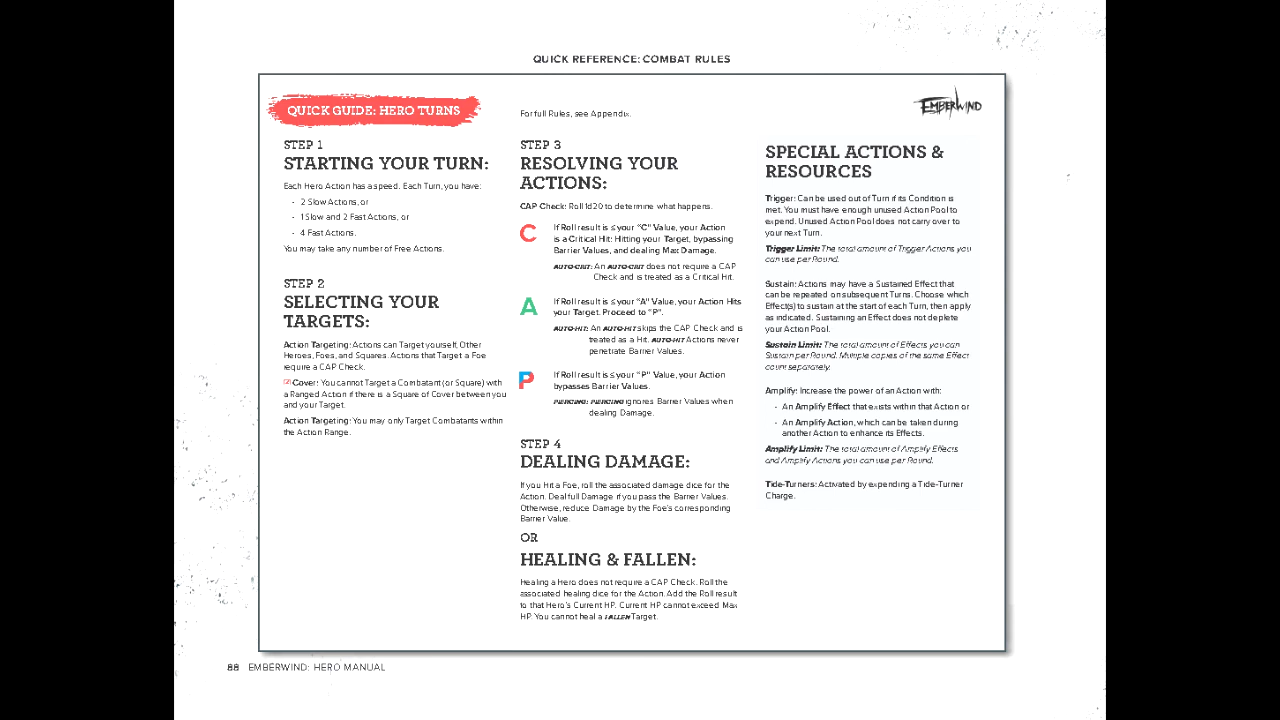 QUICK REFERENCE: COMBAT RULES
QUICK GUIDE: HERO TURNS
For full Rules, see Appendix.
EMBERWIND
STEP 1
STARTING YOUR TURN:
Each Hero Action has a speed. Each Turn, you have:
- 2 Slow Actions, or
- 1 Slow and 2 Fast Actions, or
- 4 Fast Actions.
You may take any number of Free Actions.
STEP 2
SELECTING YOUR
TARGETS:
Action Targeting: Actions can Target yourself, Other
Heroes, Foes, and Squares. Actions that Target a Foe
require a CAP Check.
Cover: You cannot Target a Combatant (or Square) with
a Ranged Action if there is a Square of Cover between you
and your Target.
Action Targeting: You may only Target Combatants within
the Action Range.
STEP 3
RESOLVING YOUR
ACTIONS:
CAP Check: Roll 1d20 to determine what happens.
C
If Roll result is ≤ your "C" Value, your Action
is a Critical Hit: Hitting your Target, bypassing
Barrier Values, and dealing Max Damage.
AUTO-CRIT: An AUTO-CRIT does not require a CAP
Check and is treated as a Critical Hit.
A
If Roll result is ≤ your "A" Value, your Action Hits
your Target. Proceed to "P".
AUTO-HIT: An AUTO-HIT skips the CAP Check and is
treated as a Hit. AUTO-HIT Actions never
penetrate Barrier Values.
P
If Roll result is ≤ your "P" Value, your Action
bypasses Barrier Values.
PIERCING: PIERCING ignores Barrier Values when
dealing Damage.
STEP 4
DEALING DAMAGE:
If you Hit a Foe, roll the associated damage dice for the
Action. Deal full Damage if you pass the Barrier Values.
Otherwise, reduce Damage by the Foe's corresponding
Barrier Value.
OR
HEALING & FALLEN:
Healing a Hero does not require a CAP Check. Roll the
associated healing dice for the Action. Add the Roll result
to that Hero's Current HP. Current HP cannot exceed Max
HP. You cannot heal a FALLEN Target.
SPECIAL ACTIONS &
RESOURCES
Trigger: Can be used out of Turn if its Condition is
met. You must have enough unused Action Pool to
expend. Unused Action Pool does not carry over to
your next Turn.
Trigger Limit: The total amount of Trigger Actions you
can use per Round.
Sustain: Actions may have a Sustained Effect that
can be repeated on subsequent Turns. Choose which
Effect(s) to sustain at the start of each Turn, then apply
as indicated. Sustaining an Effect does not deplete
your Action Pool.
Sustain Limit: The total amount of Effects you can
Sustain per Round. Multiple copies of the same Effect
count separately.
Amplify: Increase the power of an Action with:
- An Amplify Effect that exists within that Action or
- An Amplify Action, which can be taken during
another Action to enhance its Effects.
Amplify Limit: The total amount of Amplify Effects
and Amplify Actions you can use per Round.
Tide-Turners: Activated by expending a Tide-Turner
Charge.
88 EMBERWIND: HERO MANUAL